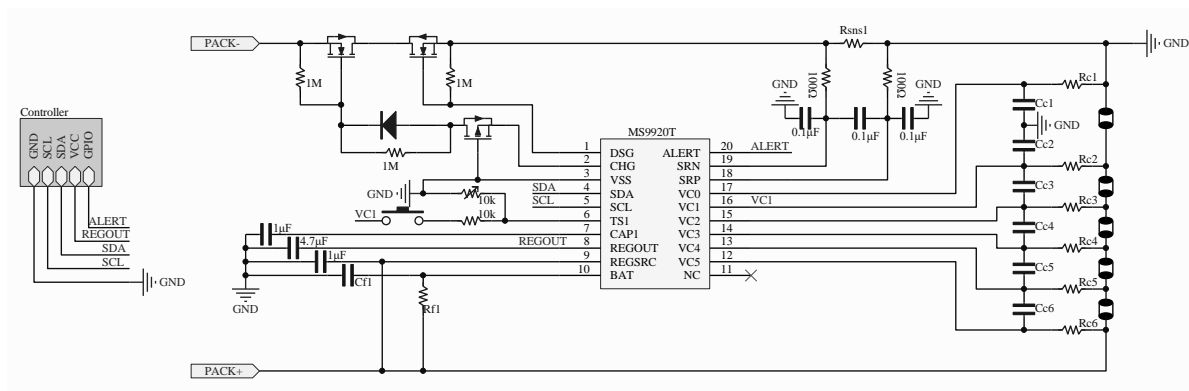 PACK-
Rsns1
GND
1M
1M
100Ω
100Ω
GND
GND
Rc1
Cc1
Controller
GND
SCL
SDA
VCC
GPIO
0.1μF
0.1μF
0.1μF
GND
MS9920T
Cc2
1M
1 DSG ALERT 20 ALERT
2 CHG SRN 19
Rc2
3 VSS SRP 18
GND
SDA 4 SDA VC0 17
Cc3
10k
SCL 5 SCL VC1 16 VC1
Rc3
VC1
10k
6 TS1 VC2 15
ALERT
1μF
7 CAP1 VC3 14
Cc4
REGOUT
4.7μF
REGOUT 8 REGOUT VC4 13
Rc4
SDA
1μF
9 REGSRC VC5 12
Cc5
SCL
Cf1
10 BAT NC 11
GND
Rc5
GND
Rf1
Cc6
Rc6
PACK+